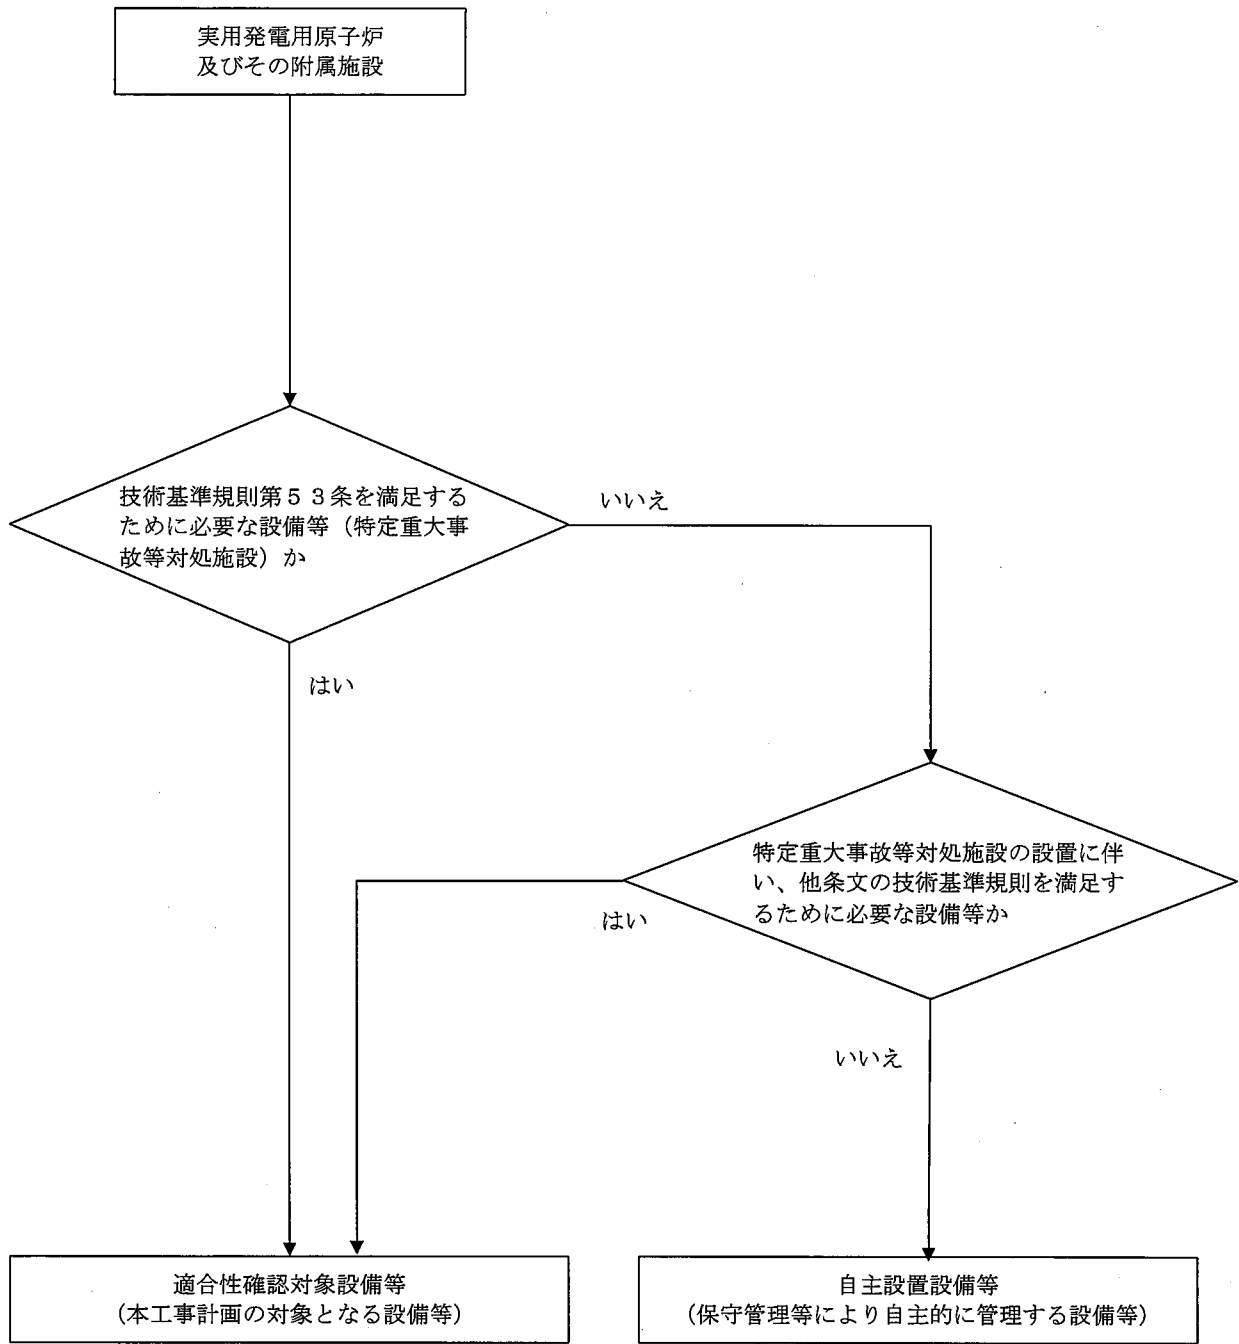 実用発電用原子炉
及びその附属施設
技術基準規則第５３条を満足する
ために必要な設備等（特定重大事
故等対処施設）か
いいえ
はい
特定重大事故等対処施設の設置に伴
い、他条文の技術基準規則を満足す
るために必要な設備等か
はい
いいえ
適合性確認対象設備等
（本工事計画の対象となる設備等）
自主設置設備等
（保守管理等により自主的に管理する設備等）